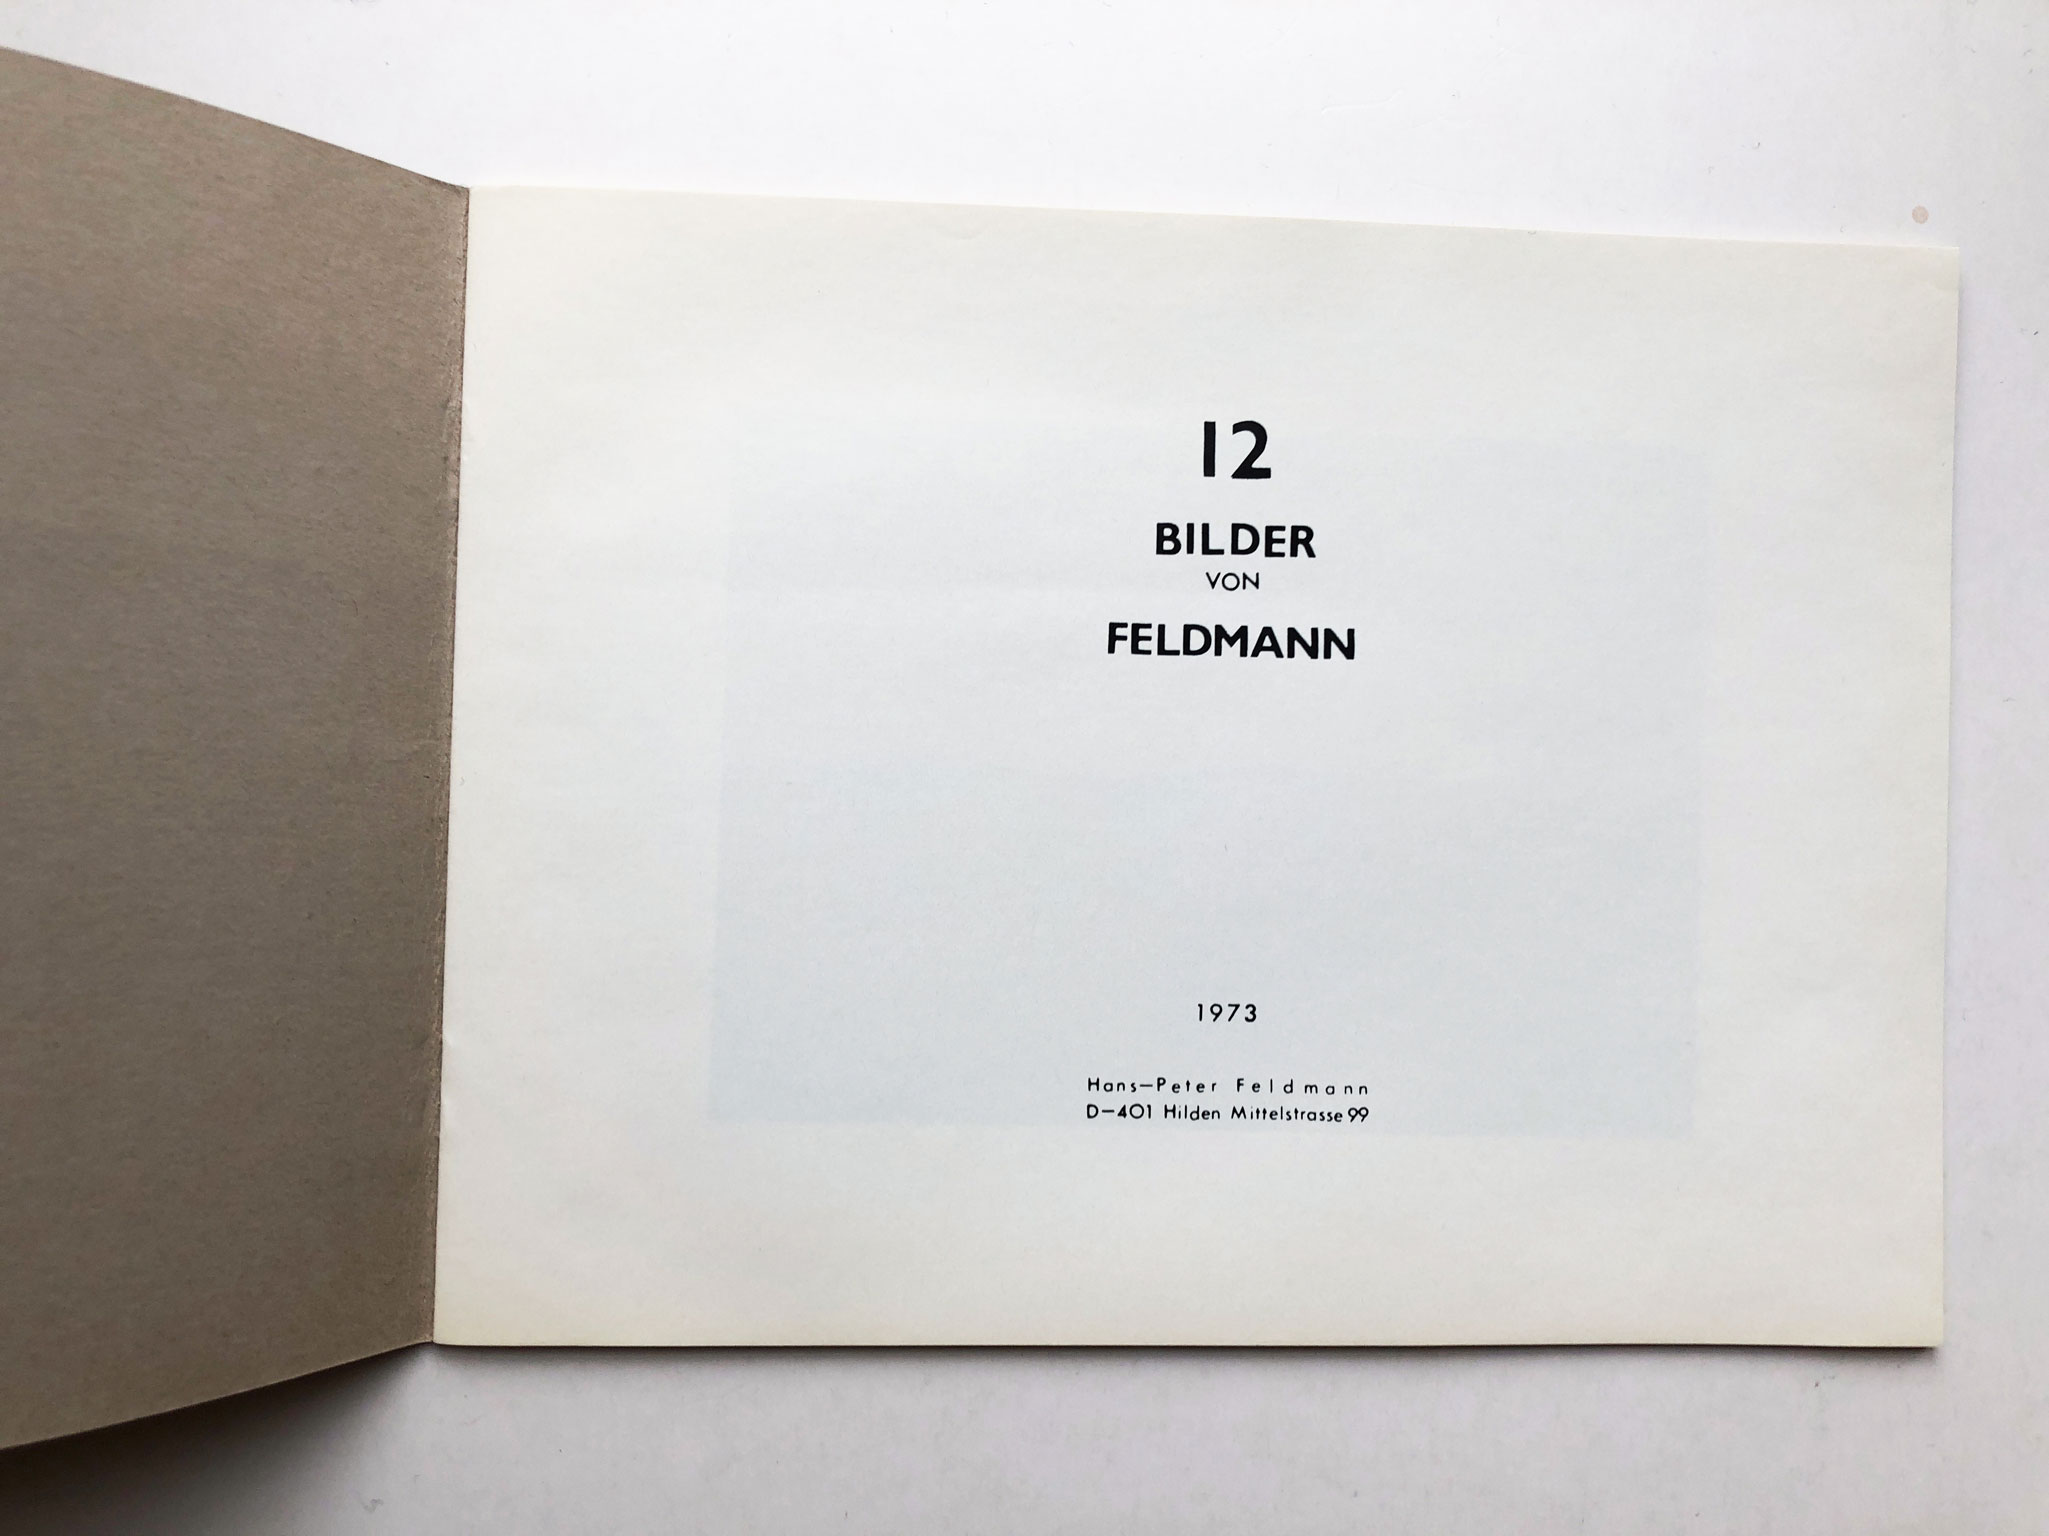 12
BILDER
VON
FELDMANN
1973
Hans-Peter Feldmann
D-401 Hilden Mittelstrasse 99